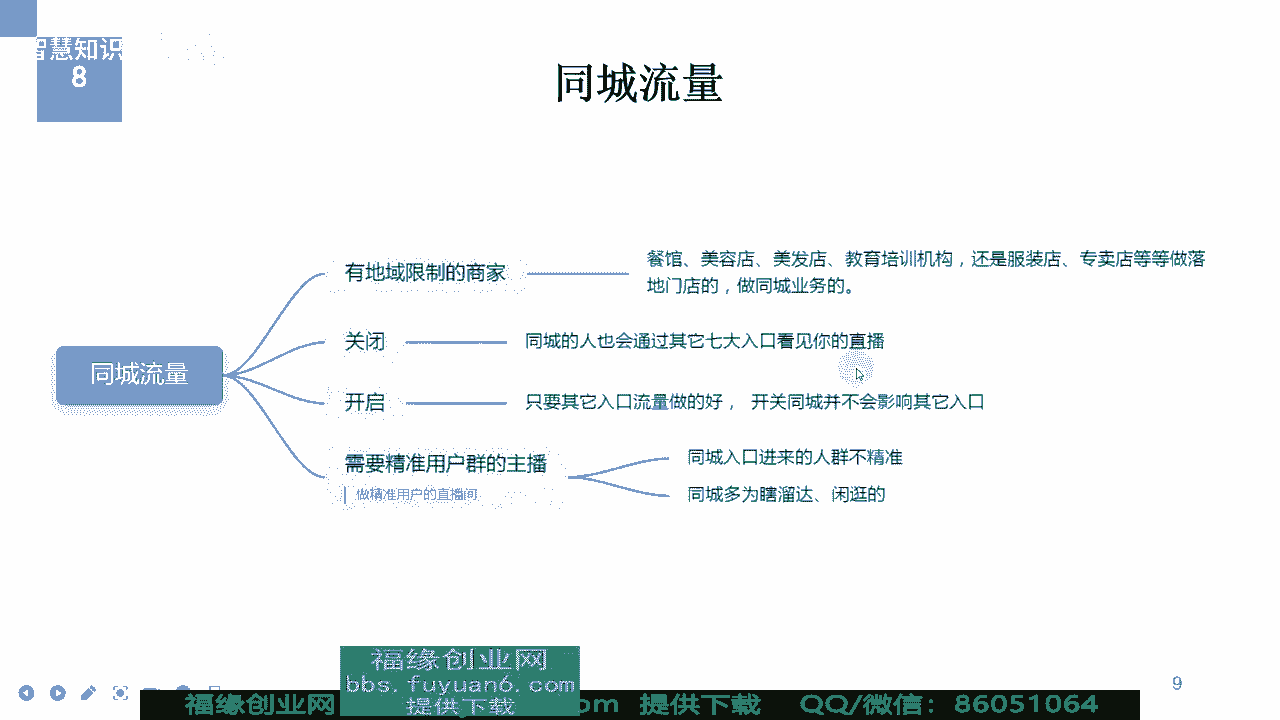 智慧知识
8
同城流量
有地域限制的商家
餐馆、美容店、美发店、教育培训机构，还是服装店、专卖店等等做落
地门店的，做同城业务的。
关闭
同城的人也会通过其它七大入口看见你的直播
同城流量
开启
只要其它入口流量做的好， 开关同城并不会影响其它入口
需要精准用户群的主播
做精准用户的直播间
同城入口进来的人群不精准
同城多为瞎溜达、闲逛的
福缘创业网
bbs.fuyuan6.com
提供下载
9
福缘创业网
om 提供下载 QQ/微信：86051064